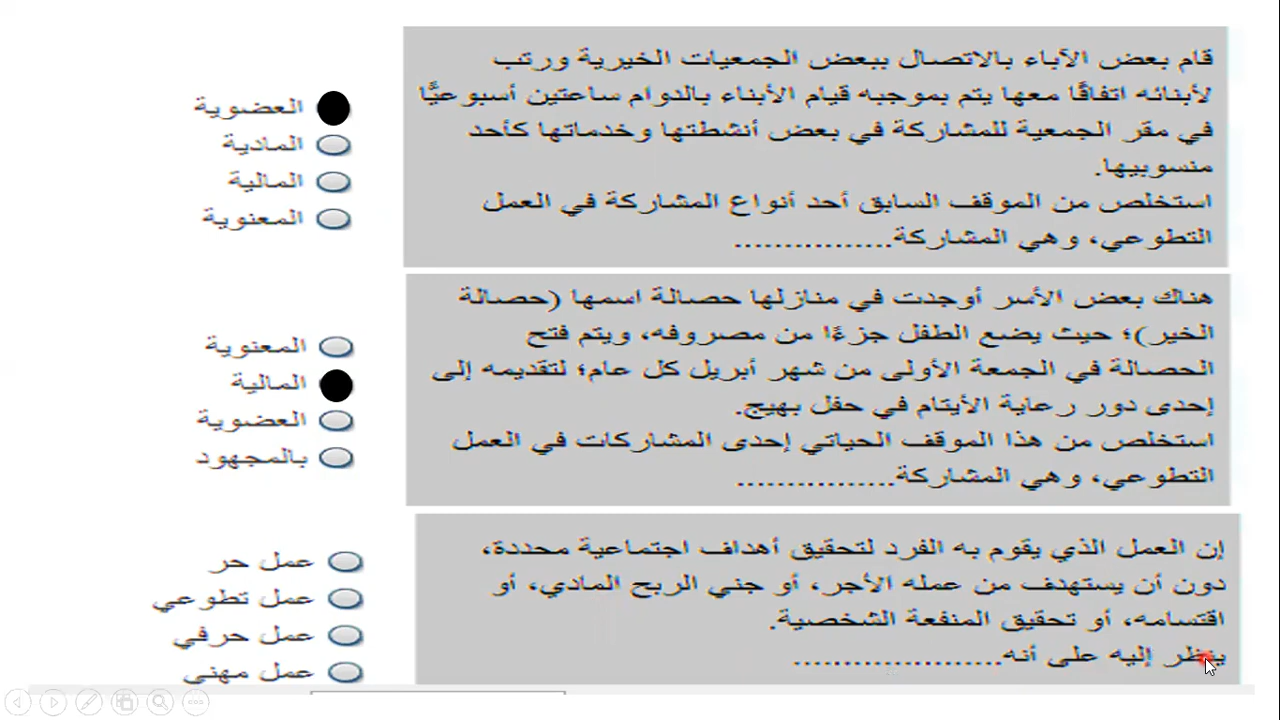 قام بعض الآباء بالاتصال ببعض الجمعيات الخيرية ورتب
لأبنائه اتفاقًا معها يتم بموجبه قيام الأبناء بالدوام ساعتين أسبوعيًّا
في مقر الجمعية للمشاركة في بعض أنشطتها وخدماتها كأحد
منسوبيها.
استخلص من الموقف السابق أحد أنواع المشاركة في العمل
التطوعي، وهي المشاركة................
العضوية
المادية
المالية
المعنوية
هناك بعض الأسر أوجدت في منازلها حصالة اسمها (حصالة
الخير)؛ حيث يضع الطفل جزءًا من مصروفه، ويتم فتح
الحصالة في الجمعة الأولى من شهر أبريل كل عام؛ لتقديمه إلى
إحدى دور رعاية الأيتام في حفل بهيج.
استخلص من هذا الموقف الحياتي إحدى المشاركات في العمل
التطوعي، وهي المشاركة................
المعنوية
المالية
العضوية
بالمجهود
إن العمل الذي يقوم به الفرد لتحقيق أهداف اجتماعية محددة،
دون أن يستهدف من عمله الأجر، أو جني الربح المادي، أو
اقتسامه، أو تحقيق المنفعة الشخصية.
ينظر إليه على أنه.....................
عمل حر
عمل تطوعي
عمل حرفي
عمل مهني